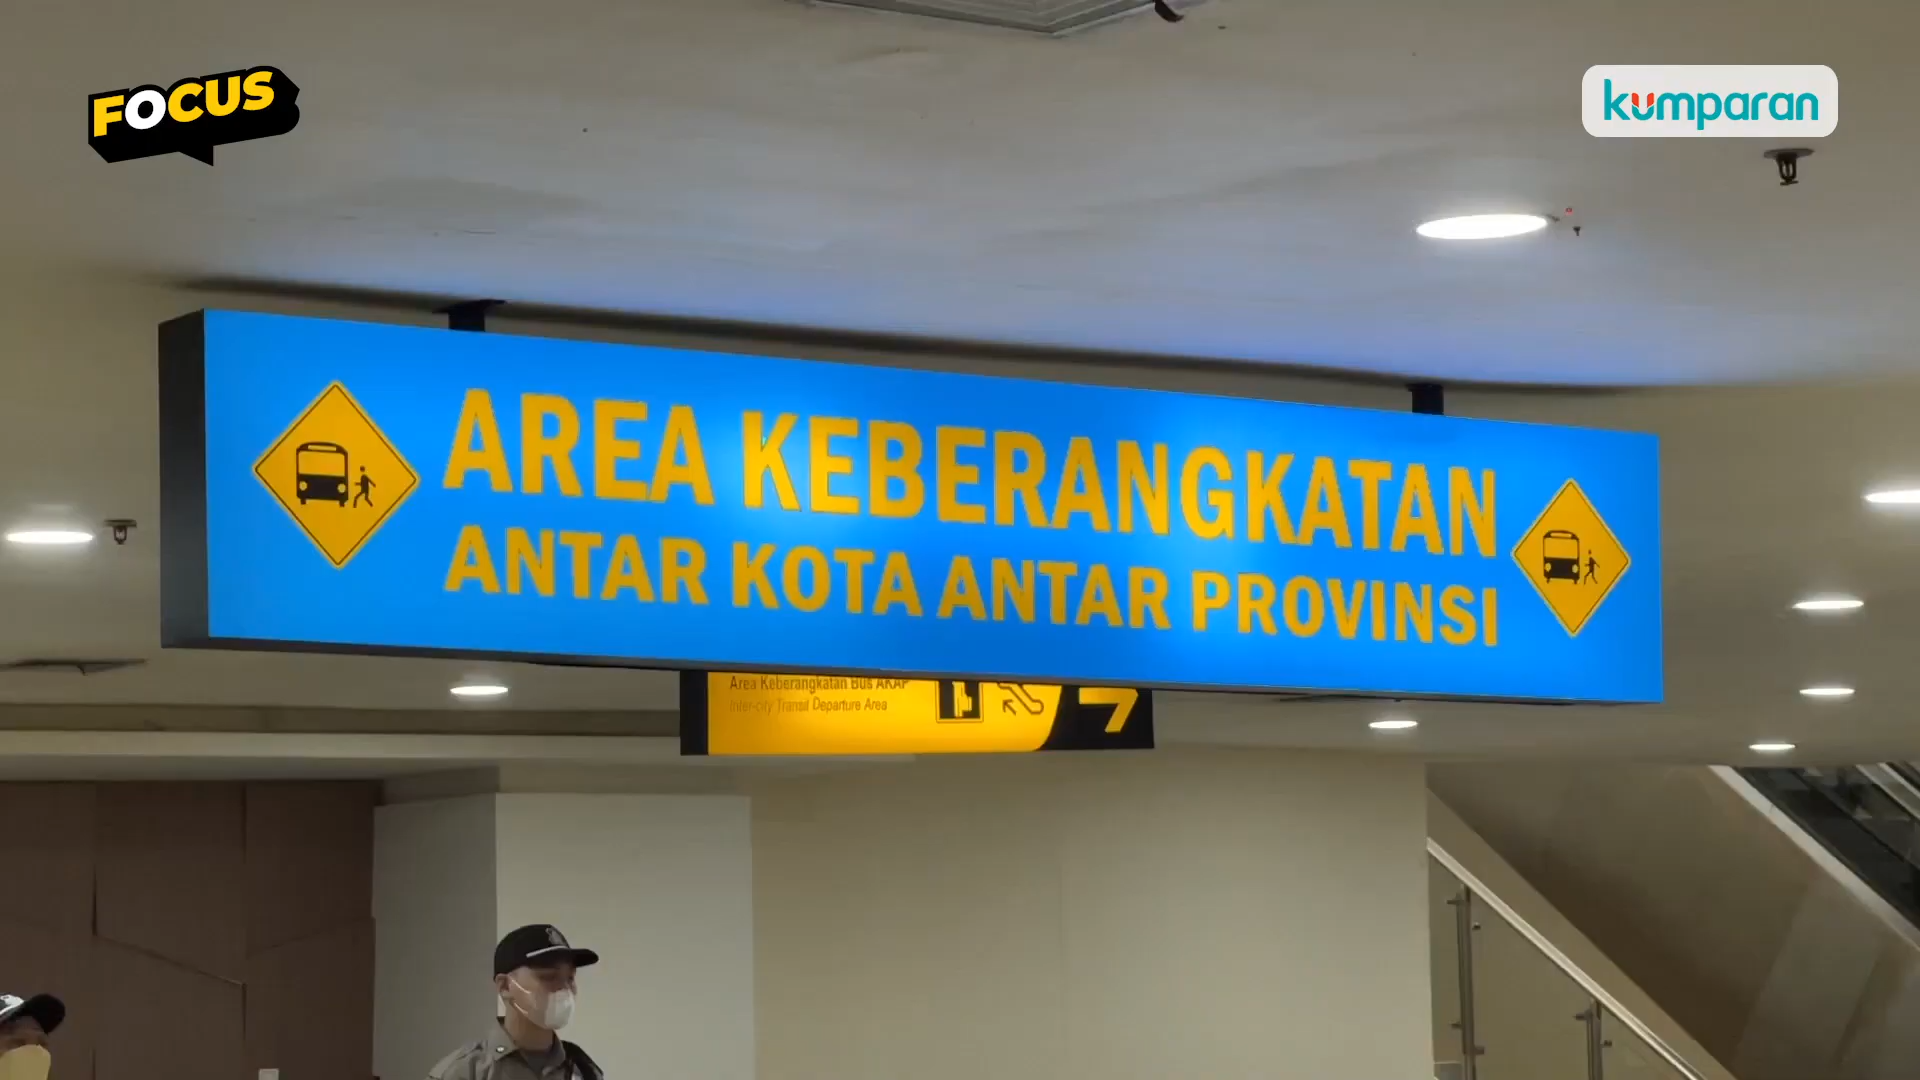 FOCUS
kumparan
AREA KEBERANGKATAN
ANTAR KOTA ANTAR PROVINSI
Area Keberangkatan Bus AKAP
Inter-city Transit Departure Area